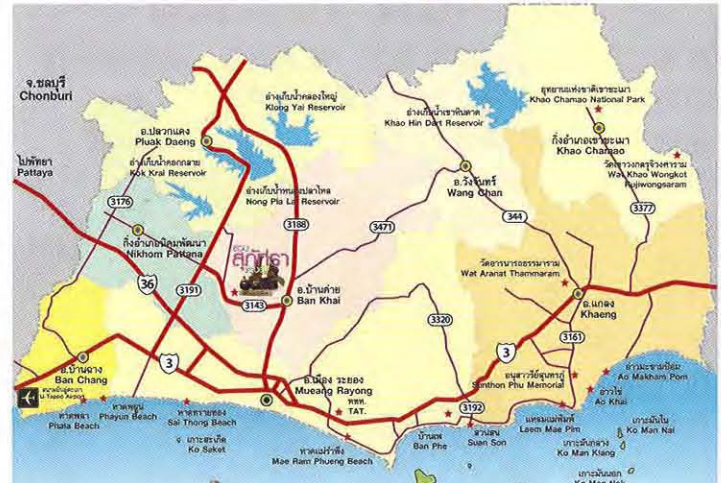 จ.ชลบุรี
Chonburi
อ่างเก็บน้ำคลองใหญ่
Klong Yai Reservoir
อุทยานแห่งชาติเขาชะเมา
Khao Chamao National Park
อ่างเก็บน้ำเขาหินดาด
Khao Hin Dart Reservoir
กิ่งอำเภอเขาชะเมา
Khao Chamao
อ.ปลวกแดง
Pluak Daeng
ไปพัทยา
Pattaya
อ่างเก็บน้ำดอกกลาย
Kok Krai Reservoir
วัดเขาวงกตรุจิวงศาราม
Wat Khao Wongkot
Rujiwongsaram
อ.วังจันทร์
Wang Chan
3176
อ่างเก็บน้ำหนองปลาไหล
Nong Pla Lai Reservoir
344
3377
3188
3471
กิ่งอำเภอนิคมพัฒนา
Nikhom Pattana
สวน
สุภัทรา
วัดอารนารถธรรมาราม
Wat Aranat Thammaram
36
3191
3143
อ.บ้านค่าย
Ban Khai
อ.แกลง
Khaeng
3320
3161
3
3
อ.บ้านฉาง
Ban Chang
อ.เมือง ระยอง
Mueang Rayong
ททท.
TAT.
อนุสาวรีย์สุนทรภู่
Sunthon Phu Memorial
อ่าวมะขามป้อม
Ao Makham Pom
อ่าวไข่
Ao Khai
U-Tapao Airport
หาดพลา
Phala Beach
หาดพยูน
Phayun Beach
หาดทรายทอง
Sai Thong Beach
3192
บ้านเพ
Ban Phe
สวนสน
Suan Son
แหลมแม่พิมพ์
Laem Mae Pim
เกาะมันใน
Ko Man Nai
เกาะสะเก็ด
Ko Saket
หาดแม่รำพึง
Mae Ram Phueng Beach
เกาะมันกลาง
Ko Man Klang
เกาะมันนอก
Ko Man Nok